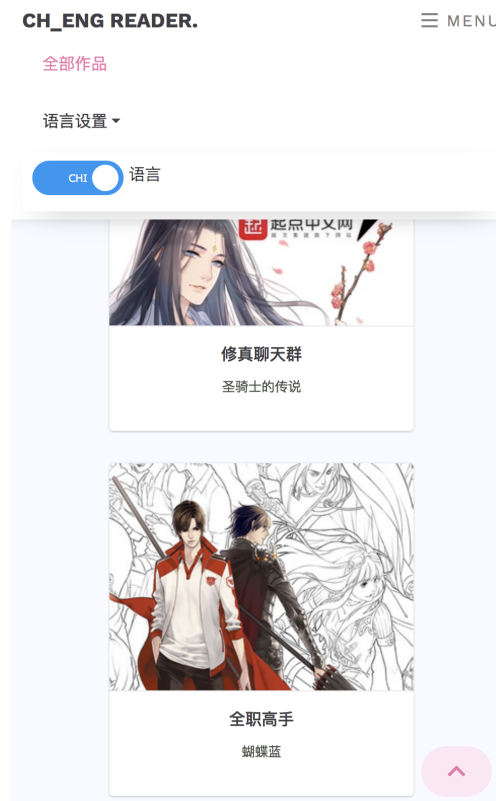 CH_ENG READER.
MENU
全部作品
语言设置
CHI 语言
起点中文网
修真聊天群
圣骑士的传说
全职高手
蝴蝶蓝